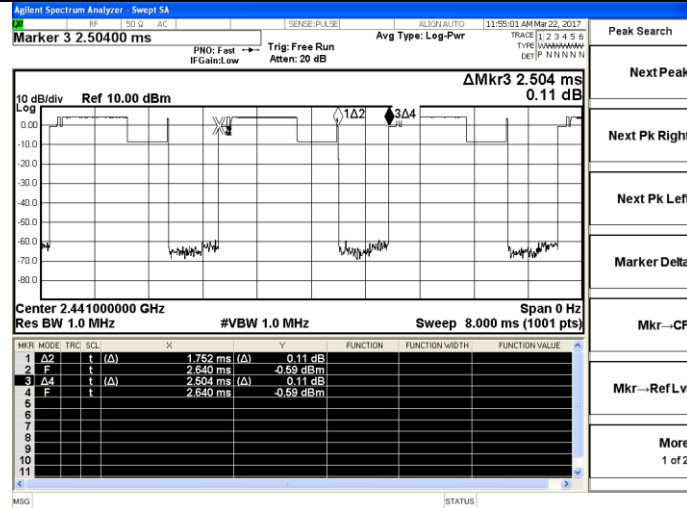 Agilent Spectrum Analyzer - Swept SA
LXI RF 50 Ω AC SENSE:PULSE ALIGN AUTO 11:55:01 AM Mar 22, 2017
Marker 3 2.50400 ms
PNO: Fast
IFGain:Low
Trig: Free Run
Atten: 20 dB
Avg Type: Log-Pwr
TRACE 1 2 3 4 5 6
TYPE WWWWWW
DET P N N N N N
ΔMkr3 2.504 ms
0.11 dB
10 dB/div Ref 10.00 dBm
Log
1Δ2 3Δ4
0.00
-10.0
-20.0
-30.0
-40.0
-50.0
-60.0
-70.0
-80.0
Center 2.441000000 GHz Span 0 Hz
Res BW 1.0 MHz #VBW 1.0 MHz Sweep 8.000 ms (1001 pts)
MKR MODE TRC SCL X Y FUNCTION FUNCTION WIDTH FUNCTION VALUE
1 Δ2 t (Δ) 1.752 ms (Δ) 0.11 dB
2 F t 2.640 ms -0.59 dBm
3 Δ4 t (Δ) 2.504 ms (Δ) 0.11 dB
4 F t 2.640 ms -0.59 dBm
5
6
7
8
9
10
11
MSG STATUS
Peak Search
Next Peak
Next Pk Right
Next Pk Left
Marker Delta
Mkr→CF
Mkr→Ref Lvl
More
1 of 2